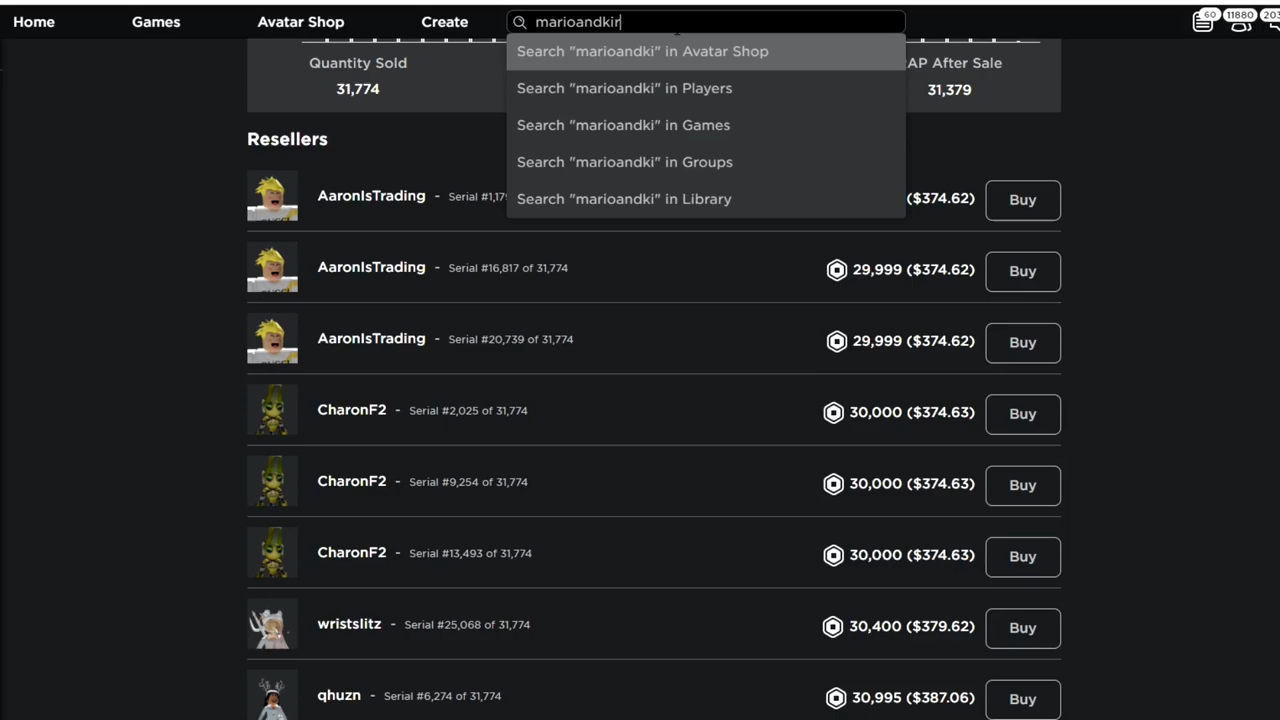 Home Games Avatar Shop Create marioandkir 60 11880
Search "marioandki" in Avatar Shop
Search "marioandki" in Players
Search "marioandki" in Games
Search "marioandki" in Groups
Search "marioandki" in Library
Quantity Sold AP After Sale
31,774 31,379
Resellers
AaronIsTrading - Serial #1,17 ($374.62) Buy
AaronIsTrading - Serial #16,817 of 31,774 29,999 ($374.62) Buy
AaronIsTrading - Serial #20,739 of 31,774 29,999 ($374.62) Buy
CharonF2 - Serial #2,025 of 31,774 30,000 ($374.63) Buy
CharonF2 - Serial #9,254 of 31,774 30,000 ($374.63) Buy
CharonF2 - Serial #13,493 of 31,774 30,000 ($374.63) Buy
wristslitz - Serial #25,068 of 31,774 30,400 ($379.62) Buy
qhuzn - Serial #6,274 of 31,774 30,995 ($387.06) Buy